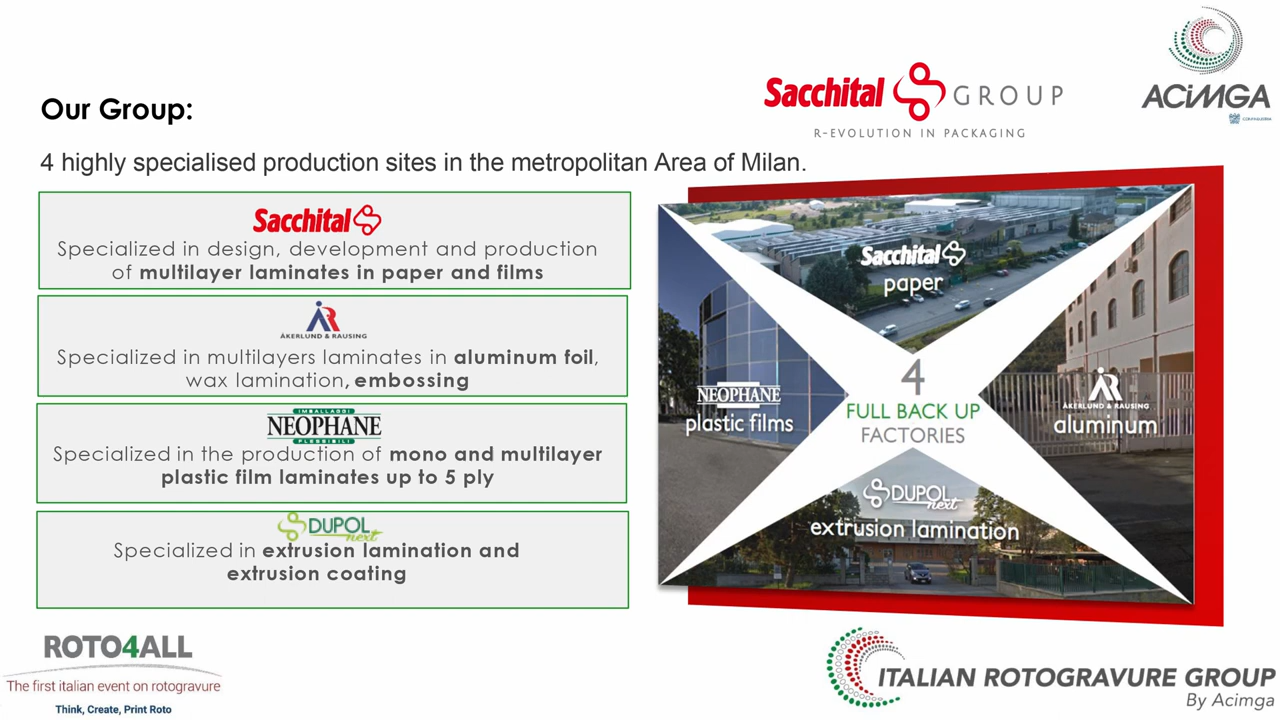 ACIMGA
CONFINDUSTRIA
Sacchital GROUP
R-EVOLUTION IN PACKAGING
Our Group:
4 highly specialised production sites in the metropolitan Area of Milan.
Sacchital
Specialized in design, development and production
of multilayer laminates in paper and films
ÅKERLUND & RAUSING
Specialized in multilayers laminates in aluminum foil,
wax lamination, embossing
IMBALLAGGI
NEOPHANE
FLESSIBILI
Specialized in the production of mono and multilayer
plastic film laminates up to 5 ply
DUPOL
next
Specialized in extrusion lamination and
extrusion coating
Sacchital
paper
NEOPHANE
plastic films
4
FULL BACK UP
FACTORIES
ÅKERLUND & RAUSING
aluminum
DUPOL
next
extrusion lamination
ROTO4ALL
The first italian event on rotogravure
Think, Create, Print Roto
ITALIAN ROTOGRAVURE GROUP
By Acimga